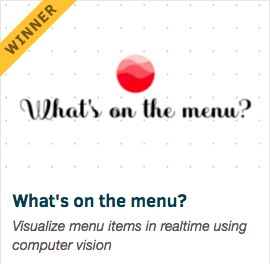 WINNER
What's on the menu?
What's on the menu?
Visualize menu items in realtime using
computer vision